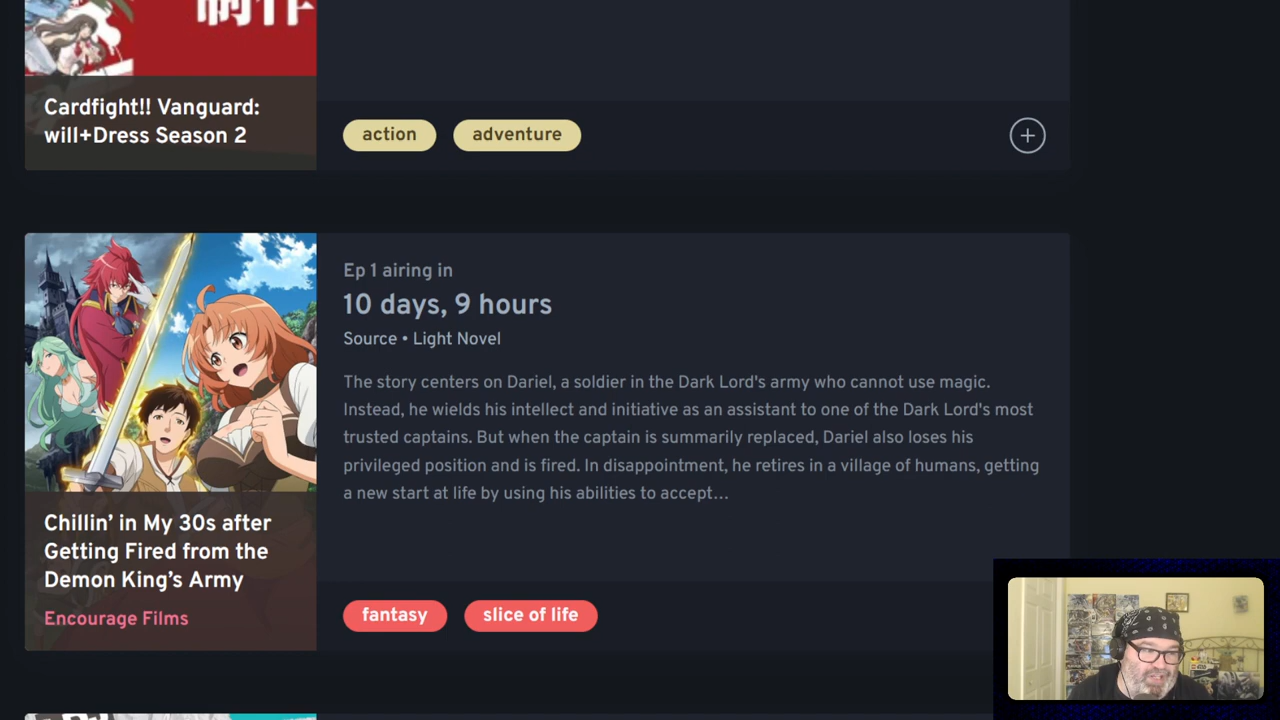 制作
Cardfight!! Vanguard:
will+Dress Season 2
action
adventure
Ep 1 airing in
10 days, 9 hours
Source • Light Novel
The story centers on Dariel, a soldier in the Dark Lord's army who cannot use magic.
Instead, he wields his intellect and initiative as an assistant to one of the Dark Lord's most
trusted captains. But when the captain is summarily replaced, Dariel also loses his
privileged position and is fired. In disappointment, he retires in a village of humans, getting
a new start at life by using his abilities to accept…
Chillin’ in My 30s after
Getting Fired from the
Demon King’s Army
Encourage Films
fantasy
slice of life